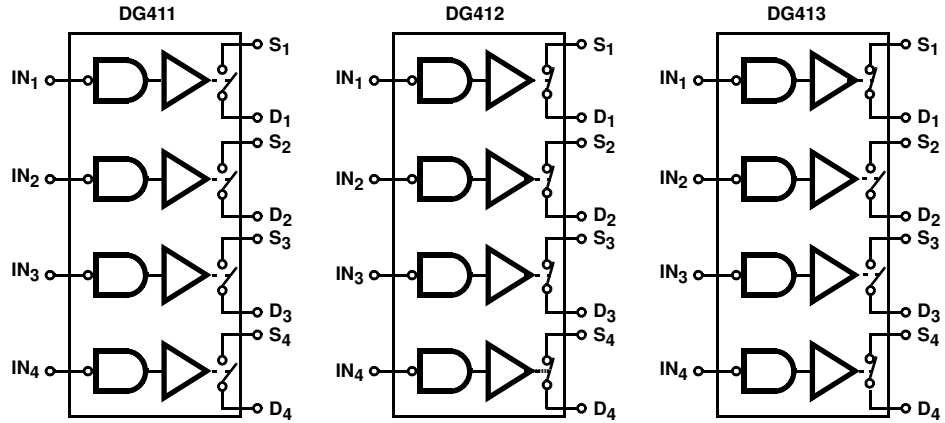 DG411 DG412 DG413
S1 S1 S1
IN1 IN1 IN1
D1 D1 D1
S2 S2 S2
IN2 IN2 IN2
D2 D2 D2
S3 S3 S3
IN3 IN3 IN3
D3 D3 D3
S4 S4 S4
IN4 IN4 IN4
D4 D4 D4